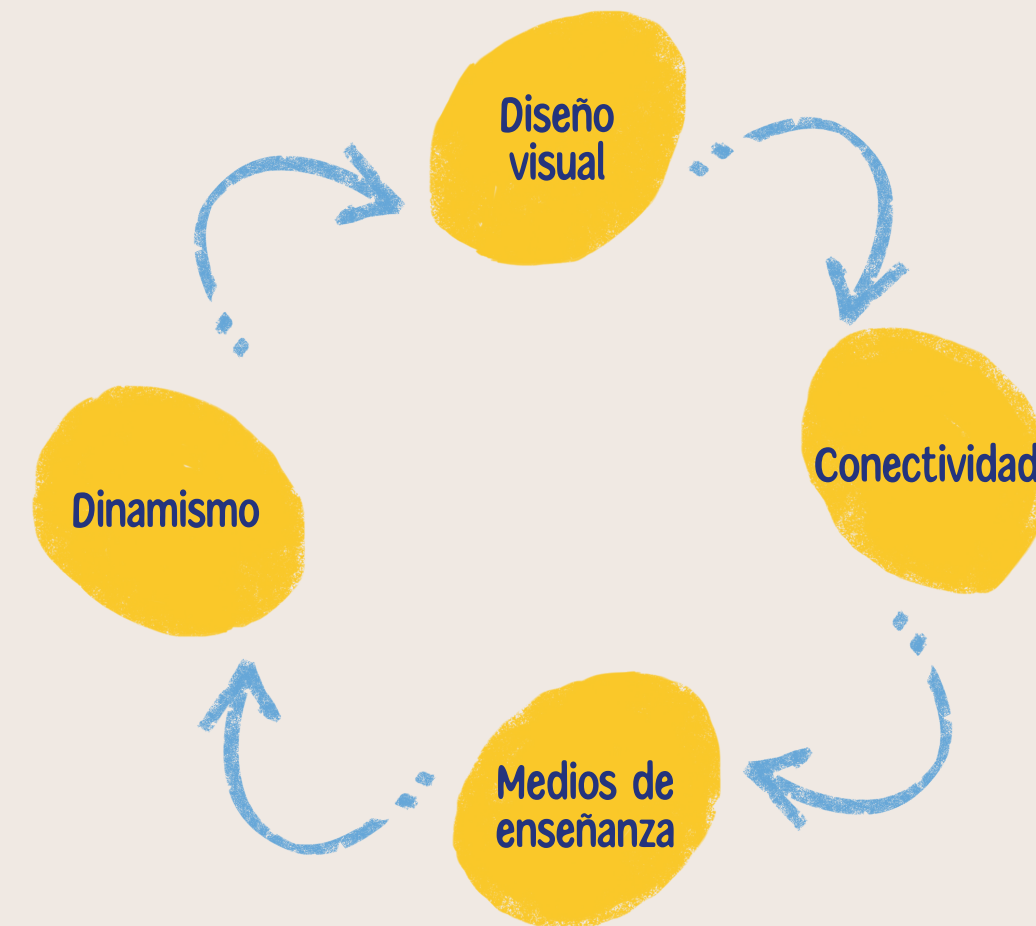 Diseño
visual
Conectividad
Dinamismo
Medios de
enseñanza